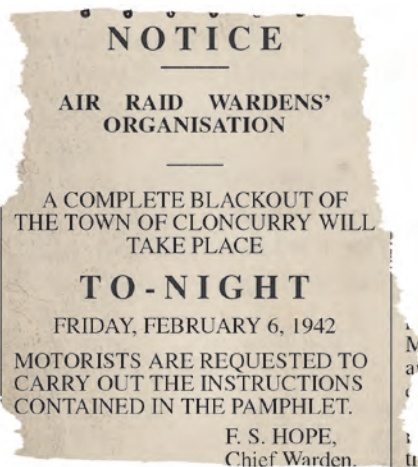 NOTICE
AIR RAID WARDENS'
ORGANISATION
A COMPLETE BLACKOUT OF
THE TOWN OF CLONCURRY WILL
TAKE PLACE
TO-NIGHT
FRIDAY, FEBRUARY 6, 1942
MOTORISTS ARE REQUESTED TO
CARRY OUT THE INSTRUCTIONS
CONTAINED IN THE PAMPHLET.
F. S. HOPE,
Chief Warden.